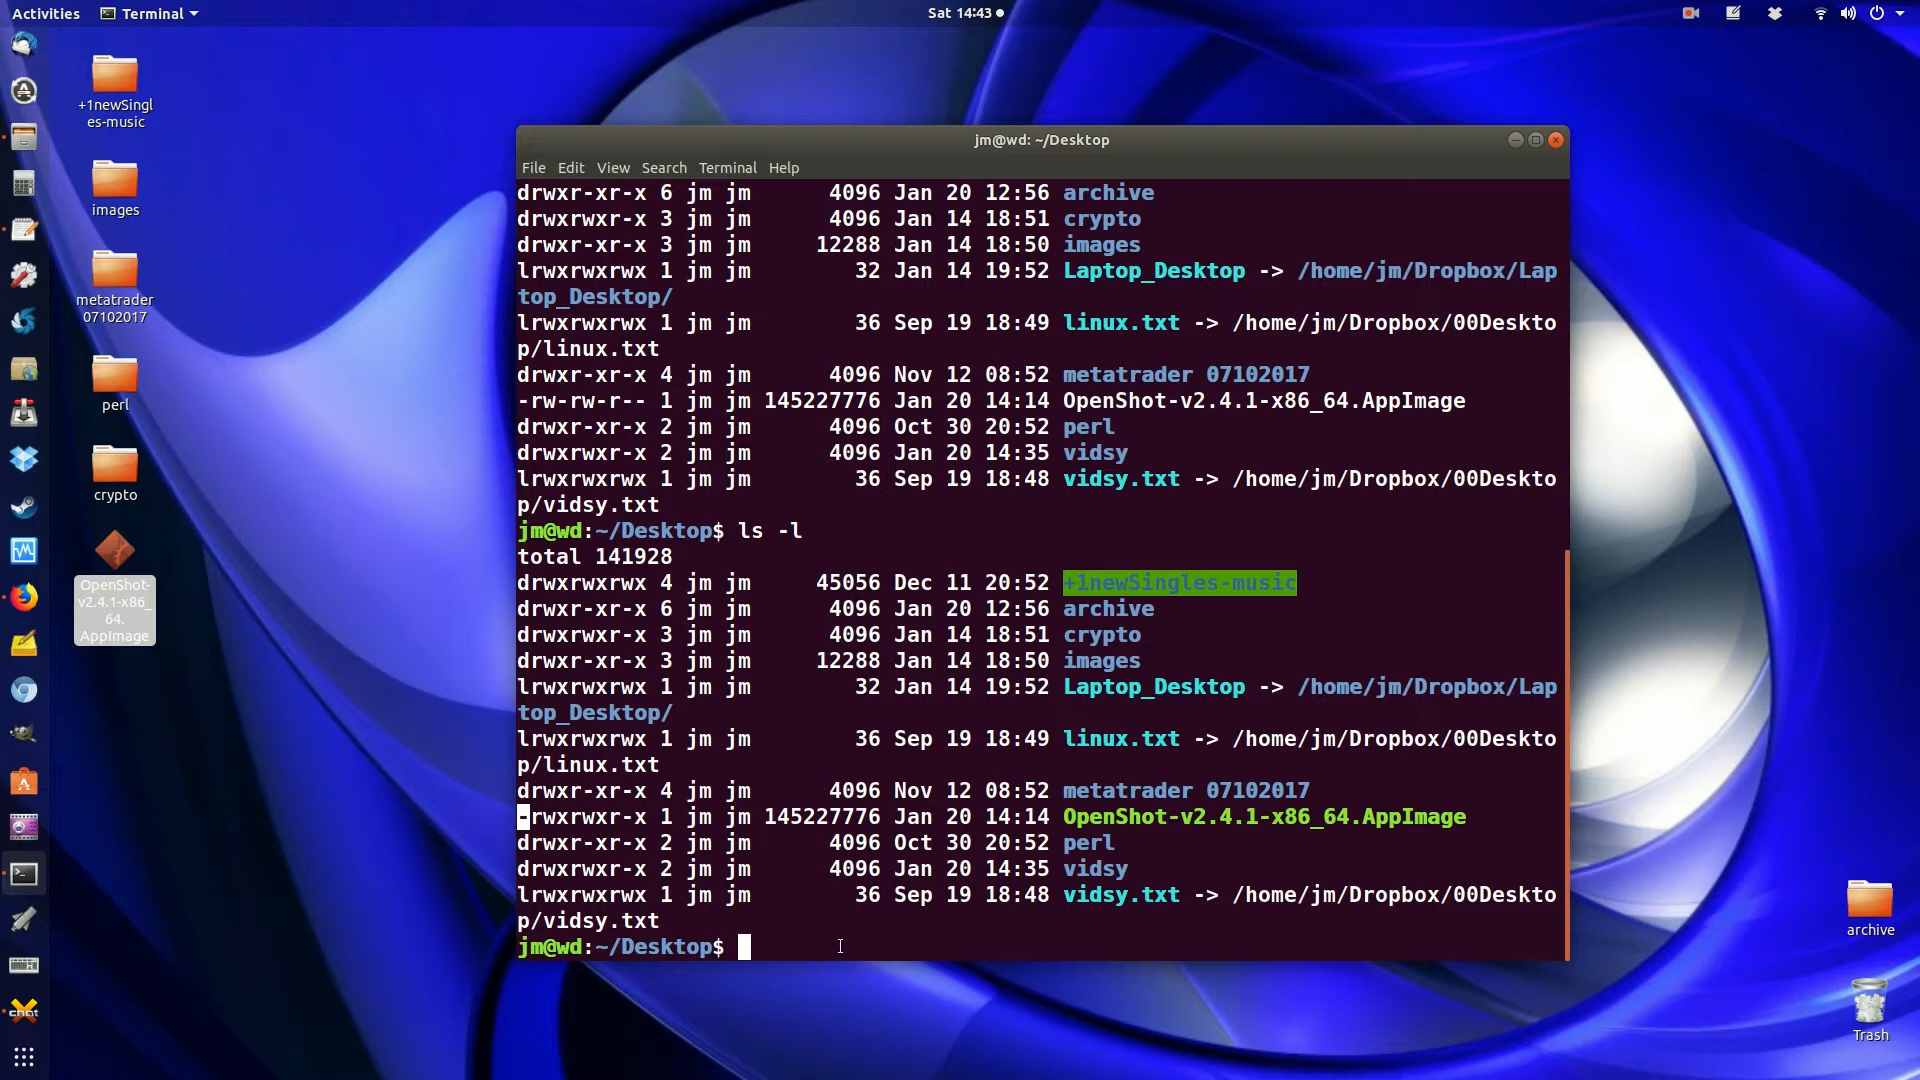 Activities Terminal Sat 14:43
+1newSingl
es-music
images
metatrader
07102017
perl
crypto
OpenShot-
v2.4.1-x86_
64.
AppImage
chat
jm@wd: ~/Desktop
File Edit View Search Terminal Help
drwxr-xr-x 6 jm jm      4096 Jan 20 12:56 archive
drwxrwxr-x 3 jm jm      4096 Jan 14 18:51 crypto
drwxr-xr-x 3 jm jm     12288 Jan 14 18:50 images
lrwxrwxrwx 1 jm jm        32 Jan 14 19:52 Laptop_Desktop -> /home/jm/Dropbox/Lap
top_Desktop/
lrwxrwxrwx 1 jm jm        36 Sep 19 18:49 linux.txt -> /home/jm/Dropbox/00Deskto
p/linux.txt
drwxr-xr-x 4 jm jm      4096 Nov 12 08:52 metatrader 07102017
-rw-rw-r-- 1 jm jm 145227776 Jan 20 14:14 OpenShot-v2.4.1-x86_64.AppImage
drwxr-xr-x 2 jm jm      4096 Oct 30 20:52 perl
drwxr-xr-x 2 jm jm      4096 Jan 20 14:35 vidsy
lrwxrwxrwx 1 jm jm        36 Sep 19 18:48 vidsy.txt -> /home/jm/Dropbox/00Deskto
p/vidsy.txt
jm@wd:~/Desktop$ ls -l
total 141928
drwxrwxrwx 4 jm jm     45056 Dec 11 20:52 +1newSingles-music
drwxr-xr-x 6 jm jm      4096 Jan 20 12:56 archive
drwxrwxr-x 3 jm jm      4096 Jan 14 18:51 crypto
drwxr-xr-x 3 jm jm     12288 Jan 14 18:50 images
lrwxrwxrwx 1 jm jm        32 Jan 14 19:52 Laptop_Desktop -> /home/jm/Dropbox/Lap
top_Desktop/
lrwxrwxrwx 1 jm jm        36 Sep 19 18:49 linux.txt -> /home/jm/Dropbox/00Deskto
p/linux.txt
drwxr-xr-x 4 jm jm      4096 Nov 12 08:52 metatrader 07102017
-rwxrwxr-x 1 jm jm 145227776 Jan 20 14:14 OpenShot-v2.4.1-x86_64.AppImage
drwxr-xr-x 2 jm jm      4096 Oct 30 20:52 perl
drwxrwxr-x 2 jm jm      4096 Jan 20 14:35 vidsy
lrwxrwxrwx 1 jm jm        36 Sep 19 18:48 vidsy.txt -> /home/jm/Dropbox/00Deskto
p/vidsy.txt
jm@wd:~/Desktop$
archive
Trash